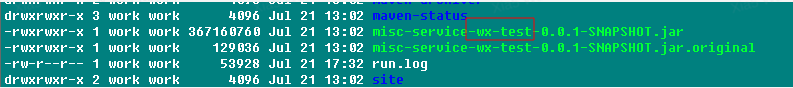 drwxrwxr-x 3 work work 4096 Jul 21 13:02 maven-status
-rwxrwxr-x 1 work work 367160760 Jul 21 13:02 misc-service-wx-test-0.0.1-SNAPSHOT.jar
-rwxrwxr-x 1 work work 129036 Jul 21 13:02 misc-service-wx-test-0.0.1-SNAPSHOT.jar.original
-rw-r--r-- 1 work work 53928 Jul 21 17:32 run.log
drwxrwxr-x 2 work work 4096 Jul 21 13:02 site